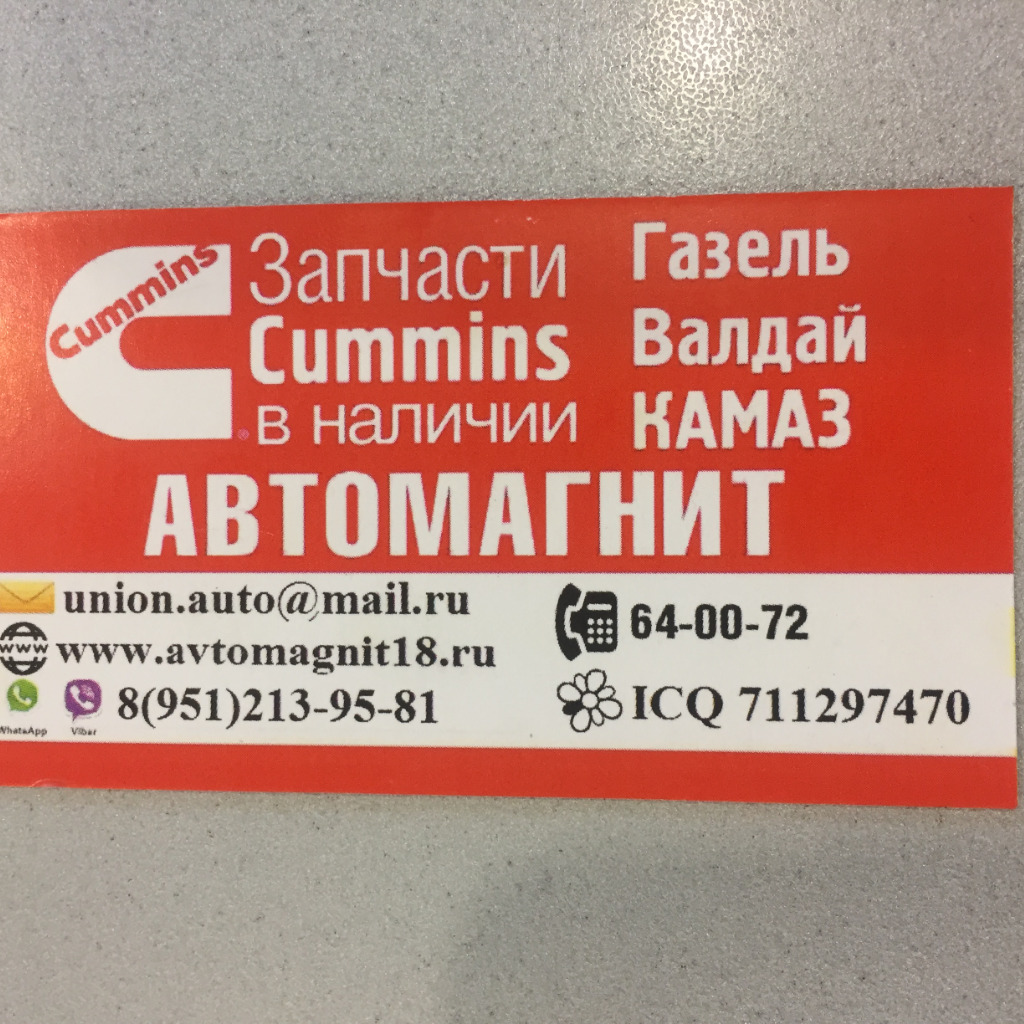 Cummins
Запчасти
Cummins
в наличии
Газель
Валдай
КАМАЗ
АВТОМАГНИТ
union.auto@mail.ru
www www.avtomagnit18.ru
8(951)213-95-81
WhatsApp Viber
64-00-72
ICQ 711297470